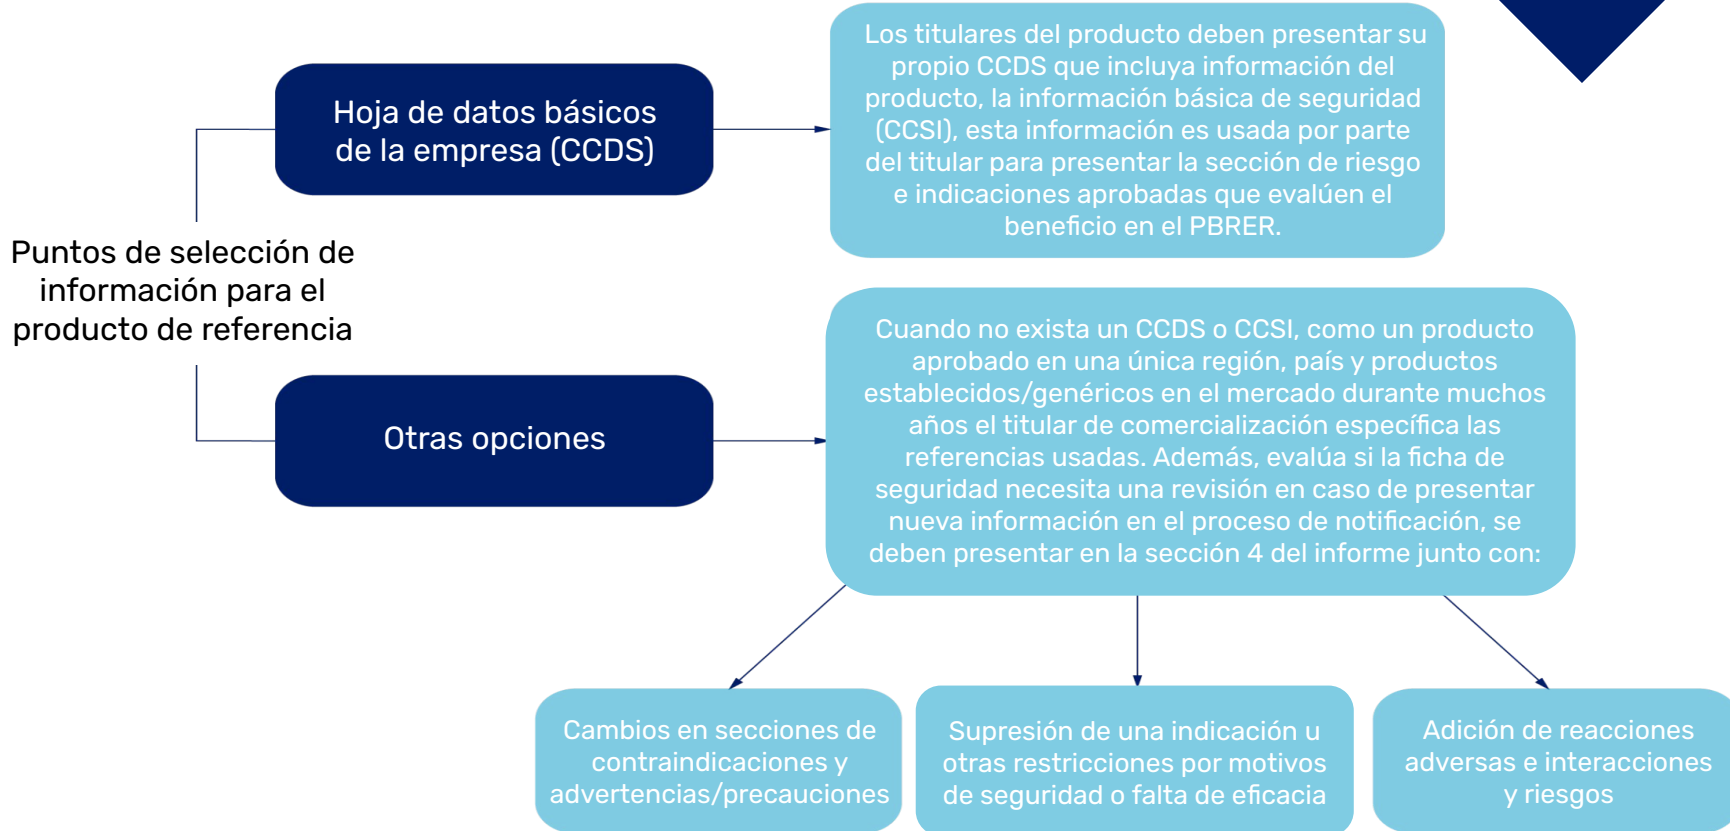 Puntos de selección de
información para el
producto de referencia
Hoja de datos básicos
de la empresa (CCDS)
Los titulares del producto deben presentar su
propio CCDS que incluya información del
producto, la información básica de seguridad
(CCSI), esta información es usada por parte
del titular para presentar la sección de riesgo
e indicaciones aprobadas que evalúen el
beneficio en el PBRER.
Otras opciones
Cuando no exista un CCDS o CCSI, como un producto
aprobado en una única región, país y productos
establecidos/genéricos en el mercado durante muchos
años el titular de comercialización específica las
referencias usadas. Además, evalúa si la ficha de
seguridad necesita una revisión en caso de presentar
nueva información en el proceso de notificación, se
deben presentar en la sección 4 del informe junto con:
Cambios en secciones de
contraindicaciones y
advertencias/precauciones
Supresión de una indicación u
otras restricciones por motivos
de seguridad o falta de eficacia
Adición de reacciones
adversas e interacciones
y riesgos